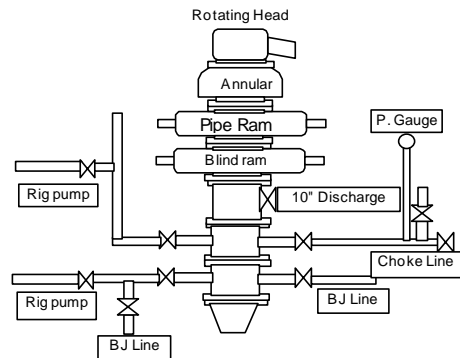 Rotating Head
Annular
Pipe Ram
P. Gauge
Blind ram
Rig pump
10" Discharge
Choke Line
Rig pump
BJ Line
BJ Line